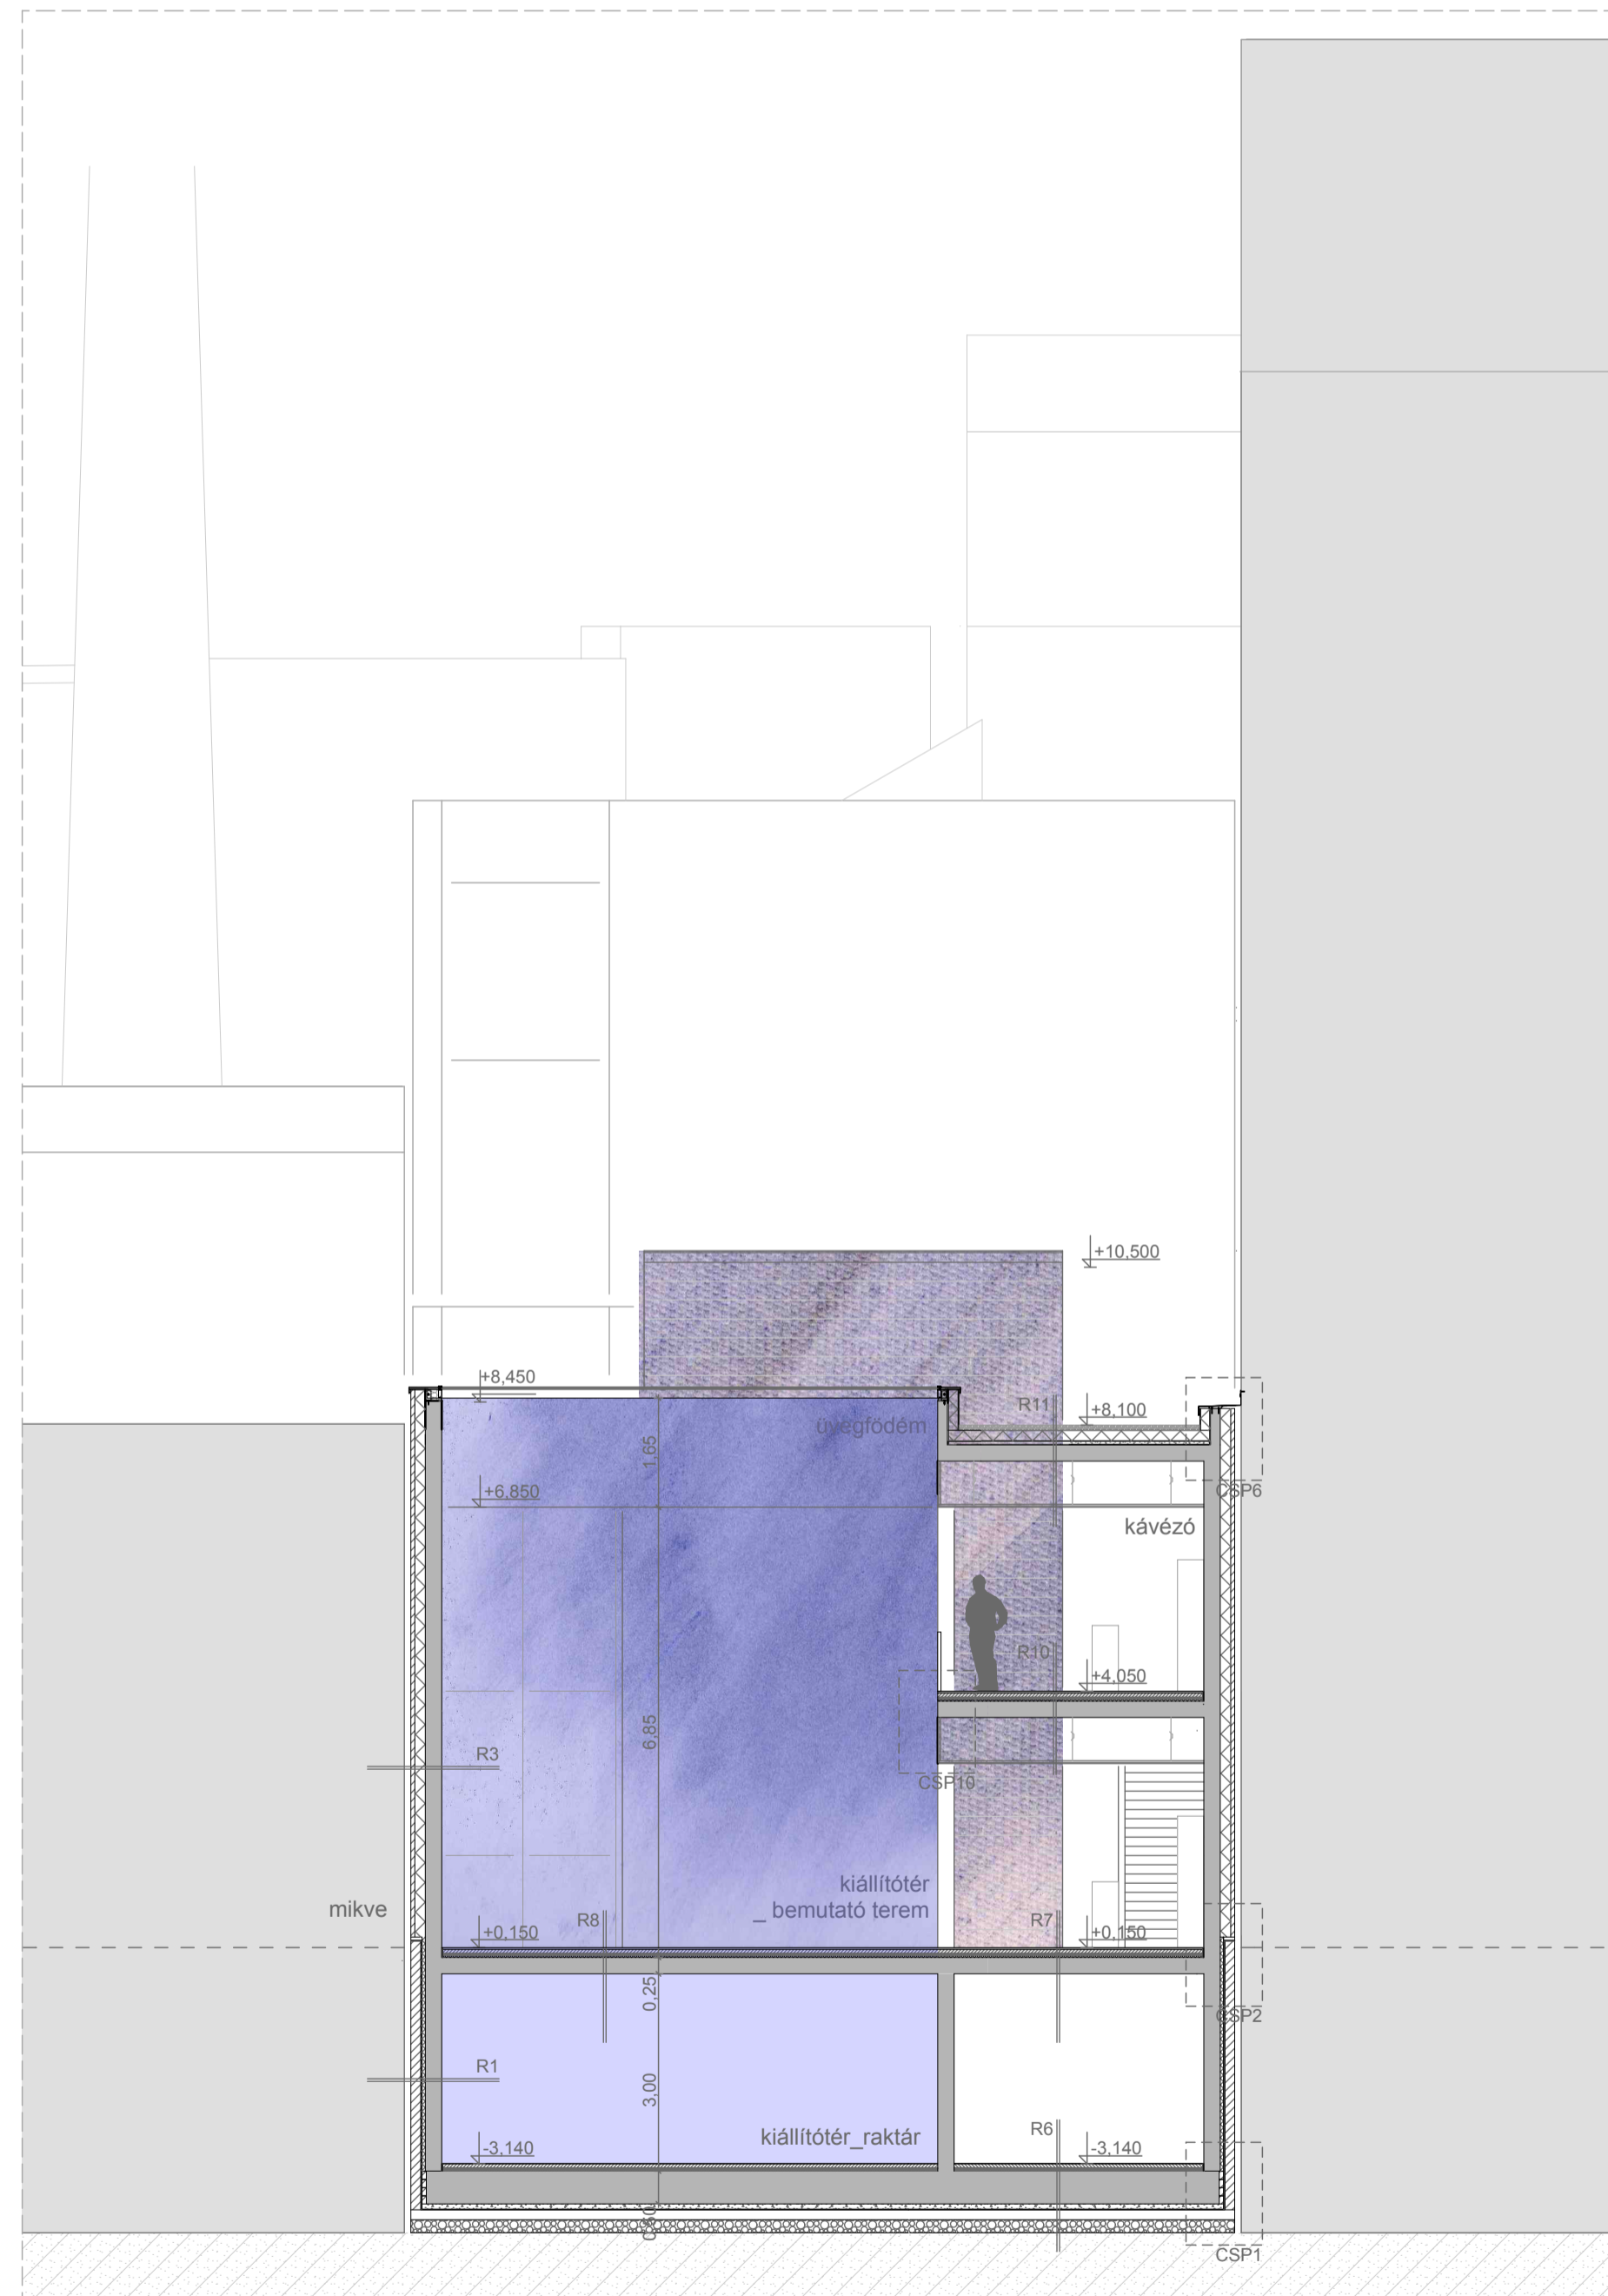 +10,500
+8,450
R11
+8,100
üvegfödém
1,65
+6,850
CSP6
kávézó
R10
+4,050
6,85
R3
CSP10
kiállítótér
_ bemutató terem
mikve
R8
R7
+0,150
+0,150
0,25
CSP2
R1
3,00
R6
kiállítótér_raktár
-3,140
-3,140
CSP1